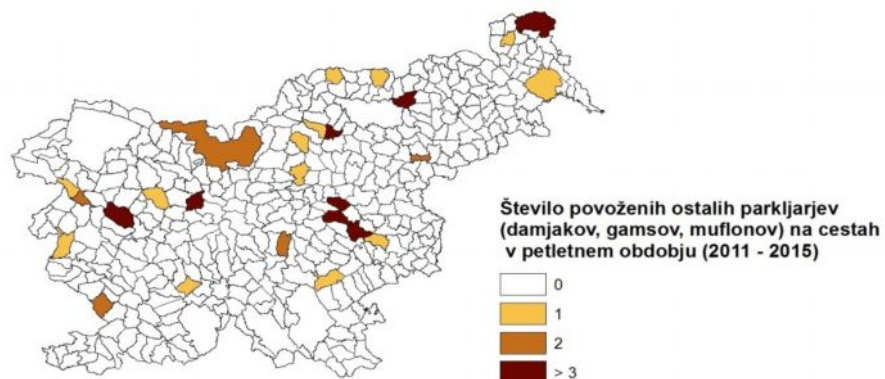 Število povoženih ostalih parkljarjev
(damjakov, gamsov, muflonov) na cestah
v petletnem obdobju (2011 - 2015)
0
1
2
> 3